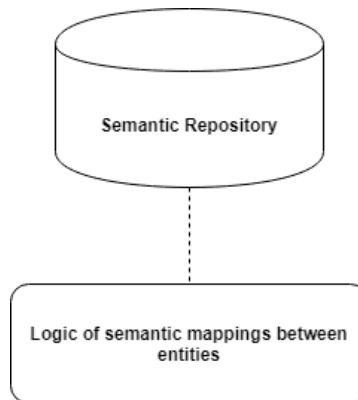 Semantic Repository
Logic of semantic mappings between
entities